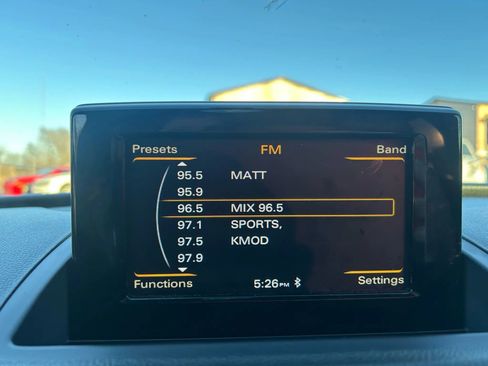 Presets FM Band
95.5 MATT
95.9
96.5 MIX 96.5
97.1 SPORTS,
97.5 KMOD
97.9
Functions 5:26PM Settings